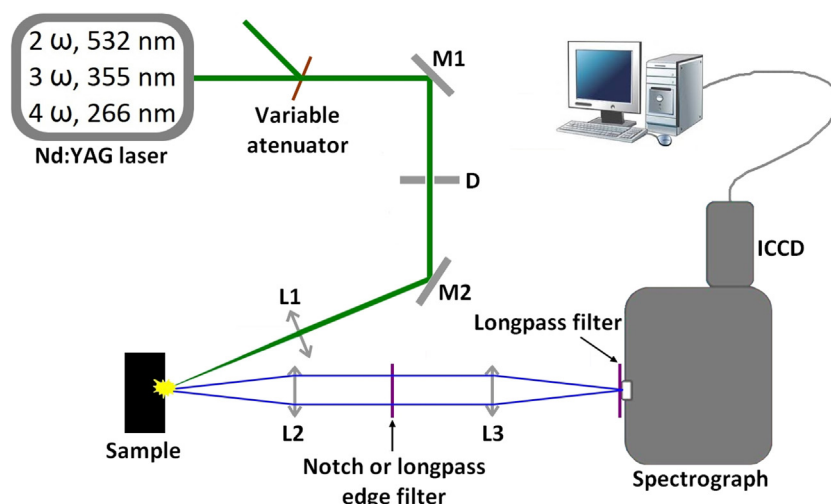 2 ω, 532 nm
3 ω, 355 nm
4 ω, 266 nm
Nd:YAG laser
Variable
atenuator
M1
D
M2
L1
ICCD
Longpass filter
Sample
L2
L3
Notch or longpass
edge filter
Spectrograph